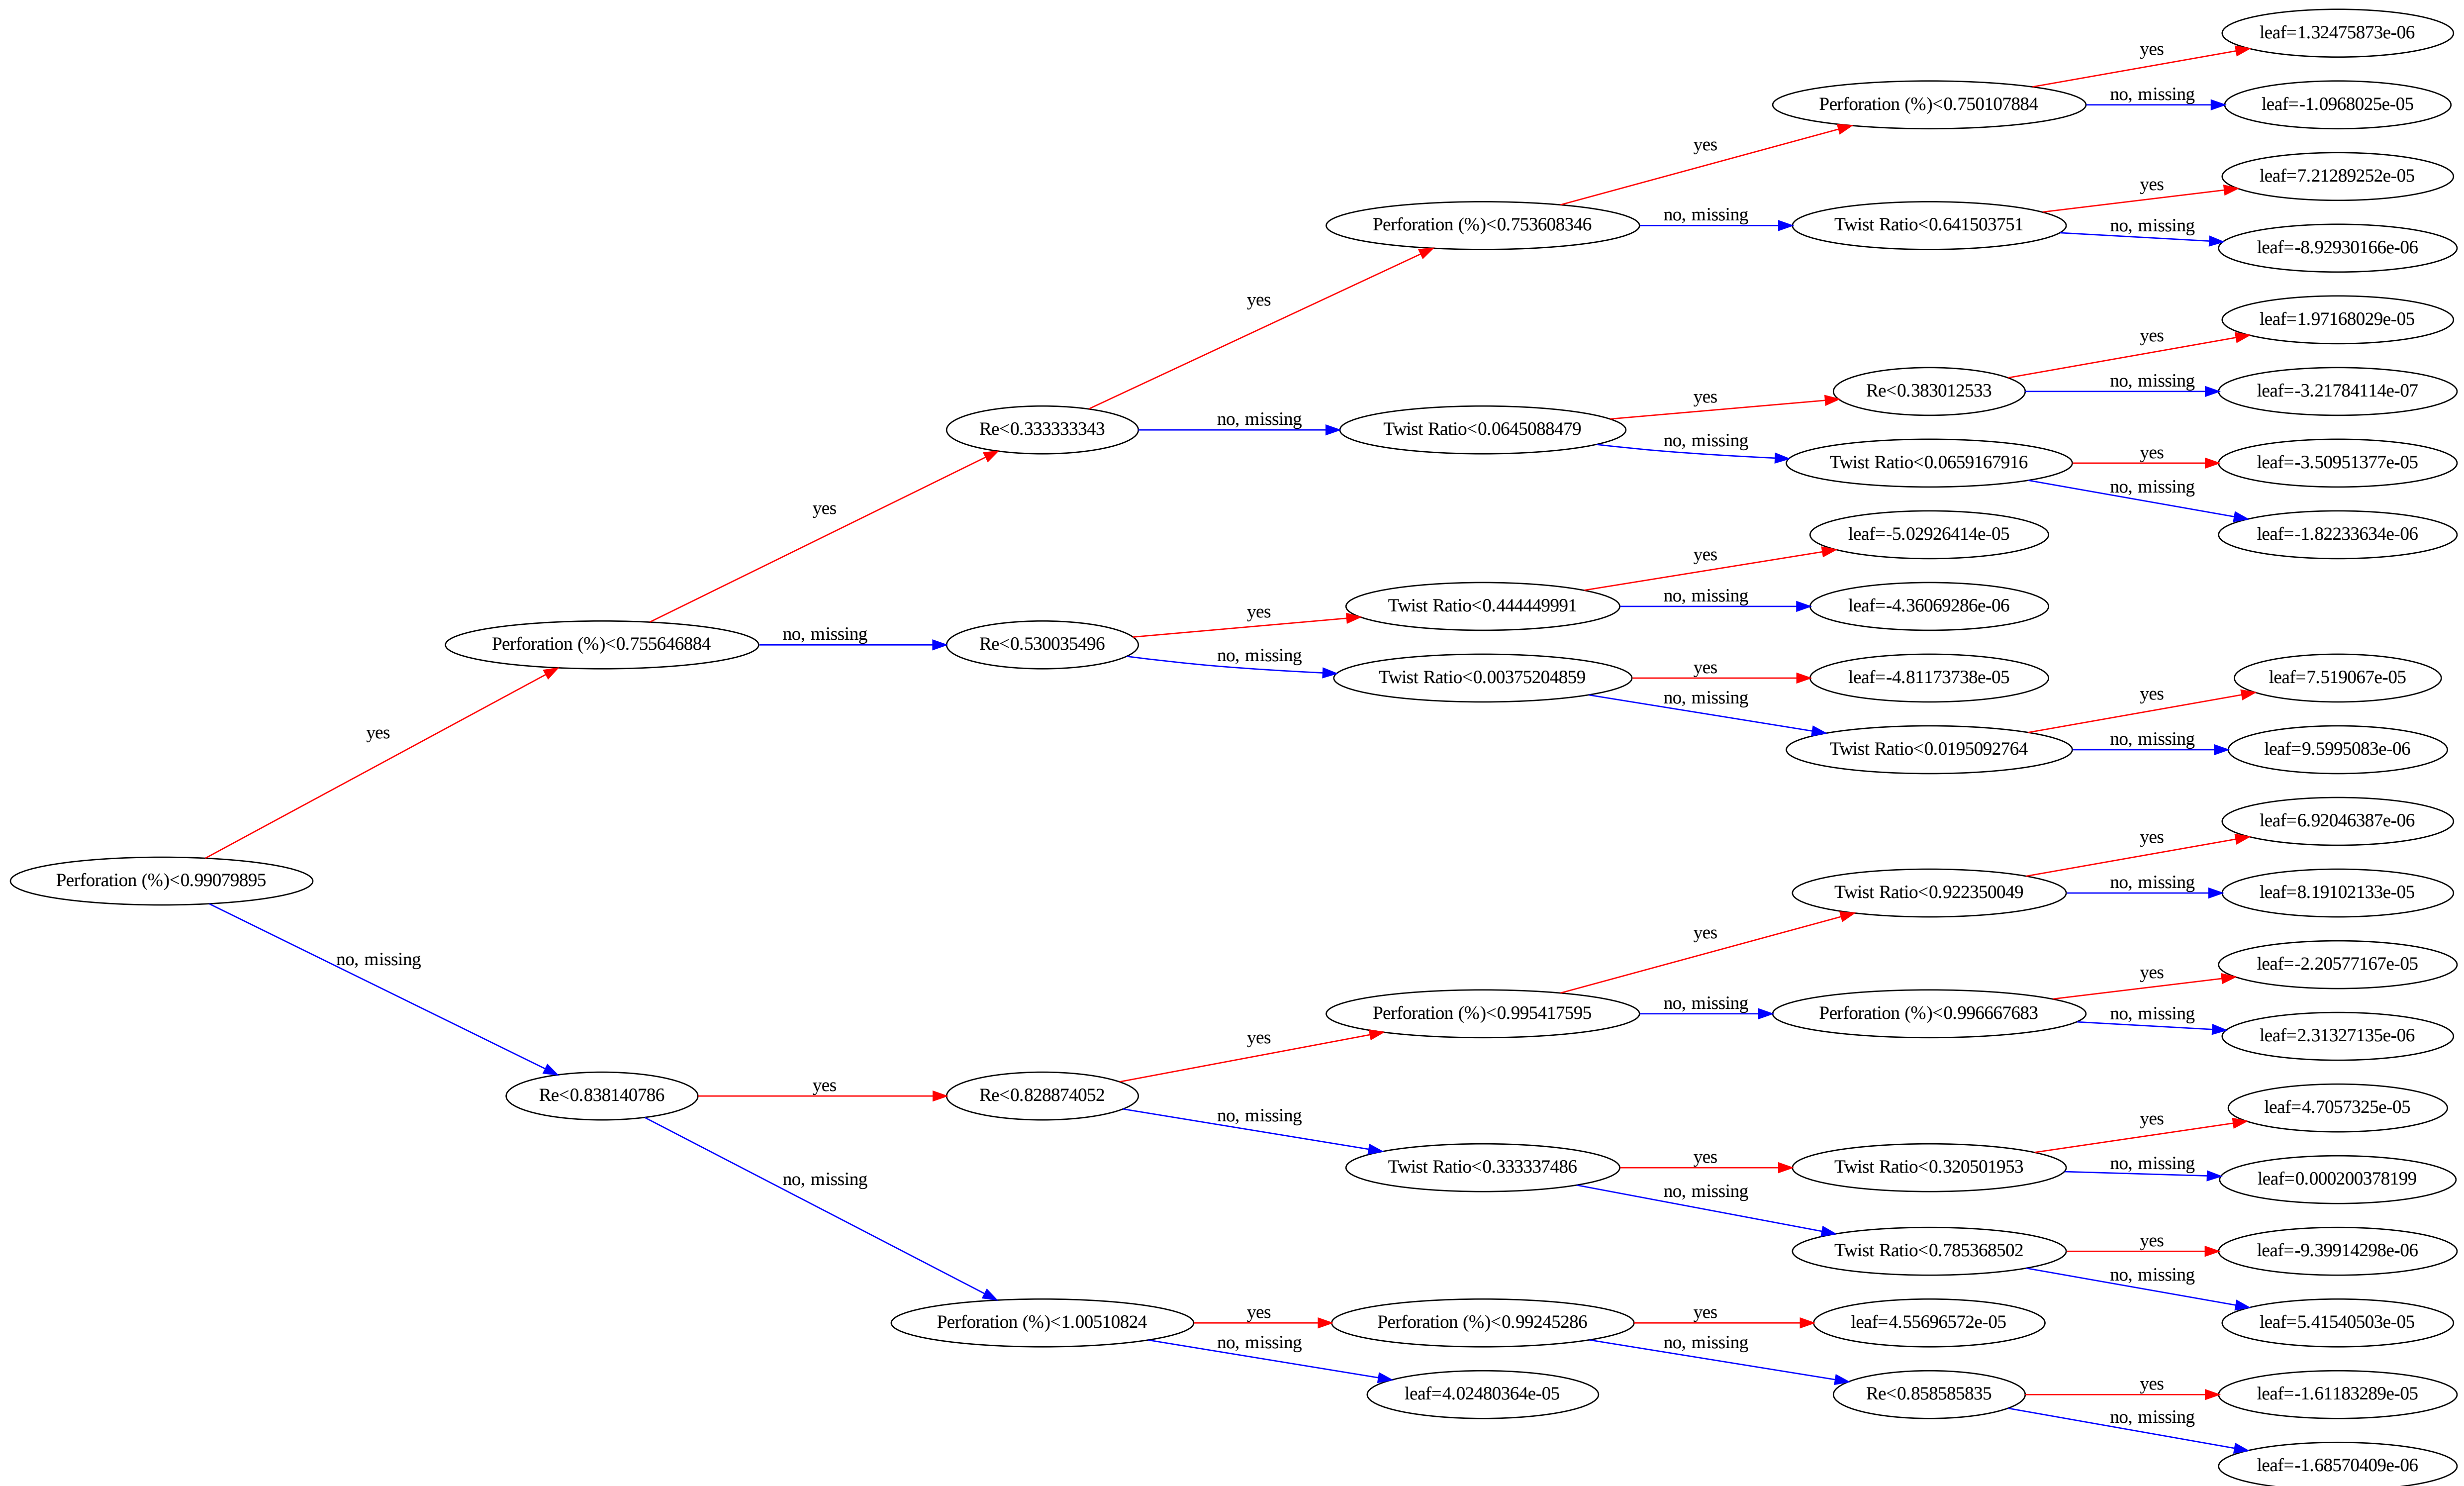 leaf=1.32475873e-06
yes
Perforation (%)<0.750107884
no, missing
leaf=-1.0968025e-05
yes
leaf=7.21289252e-05
yes
Perforation (%)<0.753608346
no, missing
Twist Ratio<0.641503751
no, missing
leaf=-8.92930166e-06
yes
leaf=1.97168029e-05
yes
Re<0.383012533
no, missing
leaf=-3.21784114e-07
yes
Re<0.333333343
no, missing
Twist Ratio<0.0645088479
no, missing
Twist Ratio<0.0659167916
yes
leaf=-3.50951377e-05
no, missing
leaf=-1.82233634e-06
yes
leaf=-5.02926414e-05
yes
Twist Ratio<0.444449991
no, missing
leaf=-4.36069286e-06
yes
Perforation (%)<0.755646884
no, missing
Re<0.530035496
no, missing
Twist Ratio<0.00375204859
yes
leaf=-4.81173738e-05
no, missing
leaf=7.519067e-05
yes
Twist Ratio<0.0195092764
no, missing
leaf=9.5995083e-06
yes
leaf=6.92046387e-06
yes
Perforation (%)<0.99079895
Twist Ratio<0.922350049
no, missing
leaf=8.19102133e-05
yes
no, missing
leaf=-2.20577167e-05
yes
Perforation (%)<0.995417595
no, missing
Perforation (%)<0.996667683
no, missing
leaf=2.31327135e-06
yes
Re<0.838140786
yes
Re<0.828874052
no, missing
leaf=4.7057325e-05
yes
Twist Ratio<0.333337486
yes
Twist Ratio<0.320501953
no, missing
leaf=0.000200378199
no, missing
no, missing
Twist Ratio<0.785368502
yes
leaf=-9.39914298e-06
no, missing
leaf=5.41540503e-05
Perforation (%)<1.00510824
yes
Perforation (%)<0.99245286
yes
leaf=4.55696572e-05
no, missing
leaf=4.02480364e-05
no, missing
Re<0.858585835
yes
leaf=-1.61183289e-05
no, missing
leaf=-1.68570409e-06